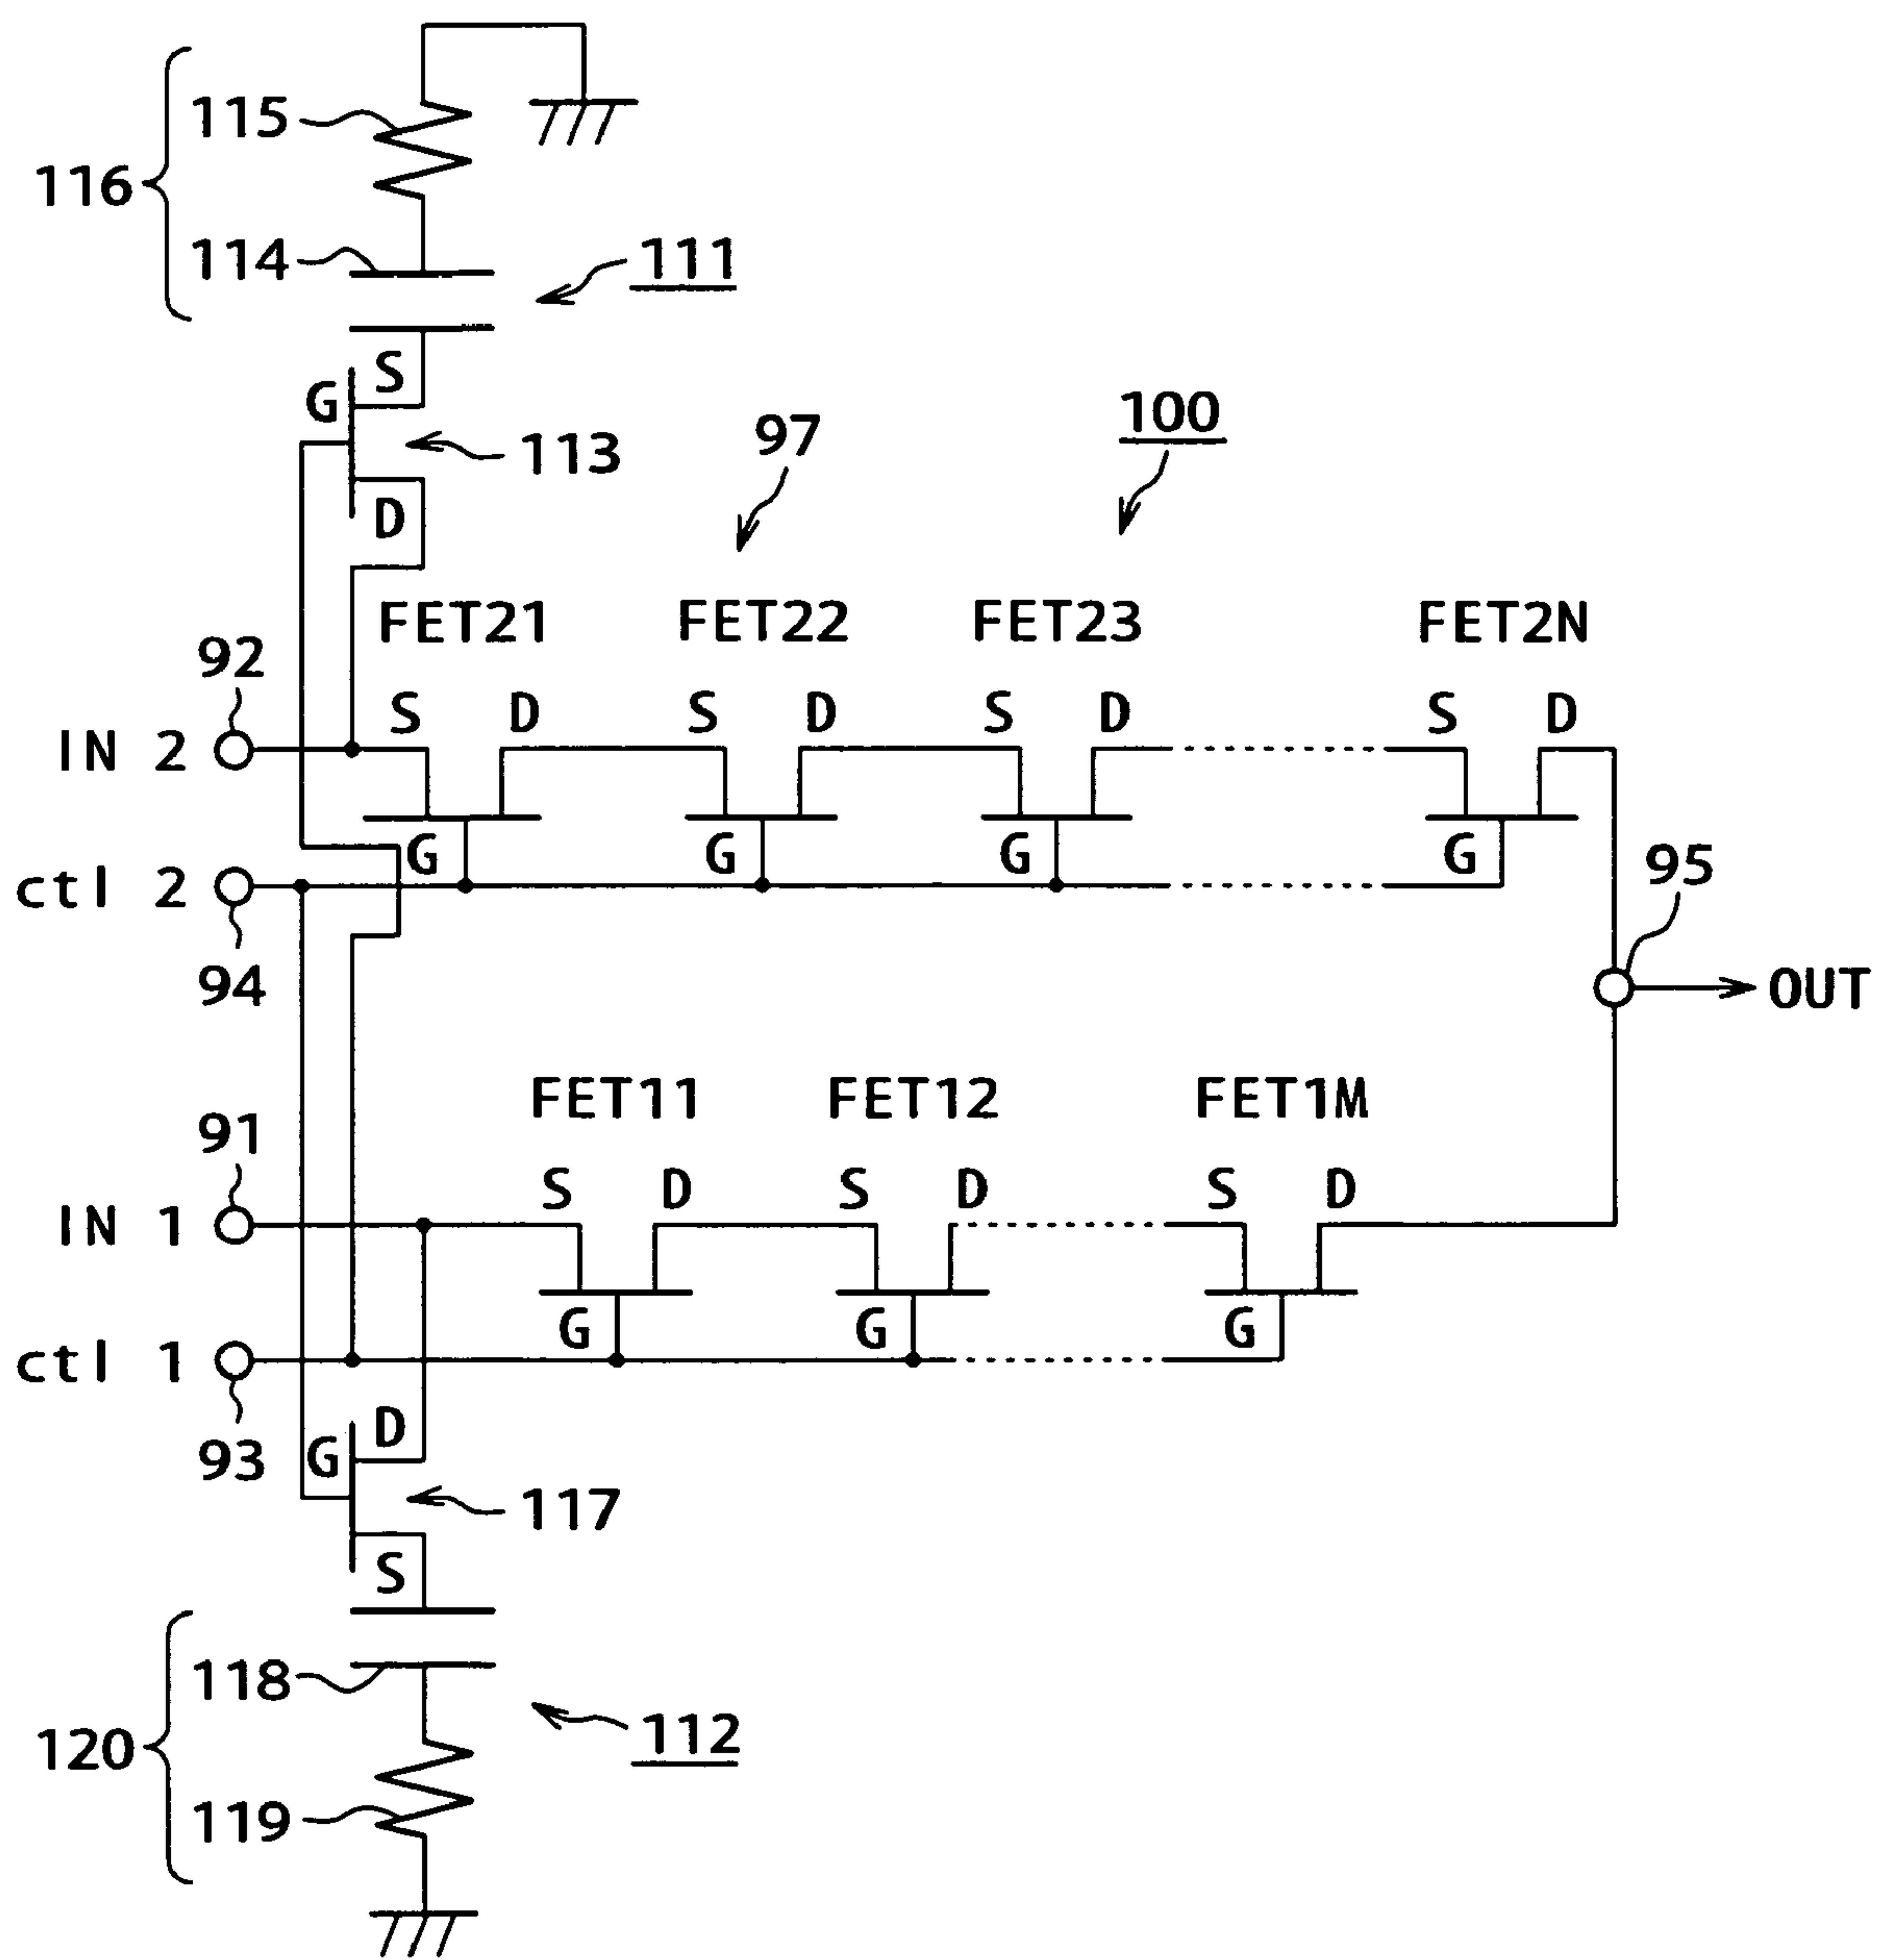 115
116
114
111
S
G
113
D
97
100
FET21 FET22 FET23 FET2N
92
S D S D S D S D
IN 2
G G G G
ctl 2
95
94
OUT
FET11 FET12 FET1M
91
S D S D S D
IN 1
G G G
ctl 1
D
93
G
117
S
118
112
120
119